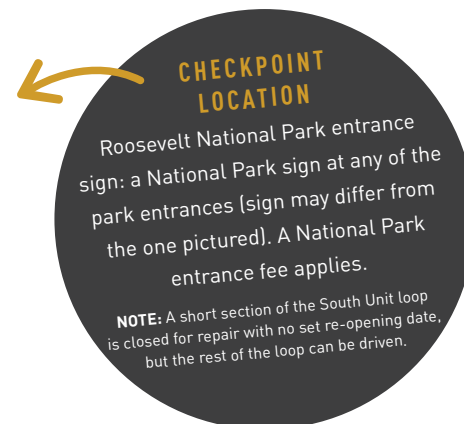 CHECKPOINT
LOCATION
Roosevelt National Park entrance
sign: a National Park sign at any of the
park entrances (sign may differ from
the one pictured). A National Park
entrance fee applies.
NOTE: A short section of the South Unit loop
is closed for repair with no set re-opening date,
but the rest of the loop can be driven.